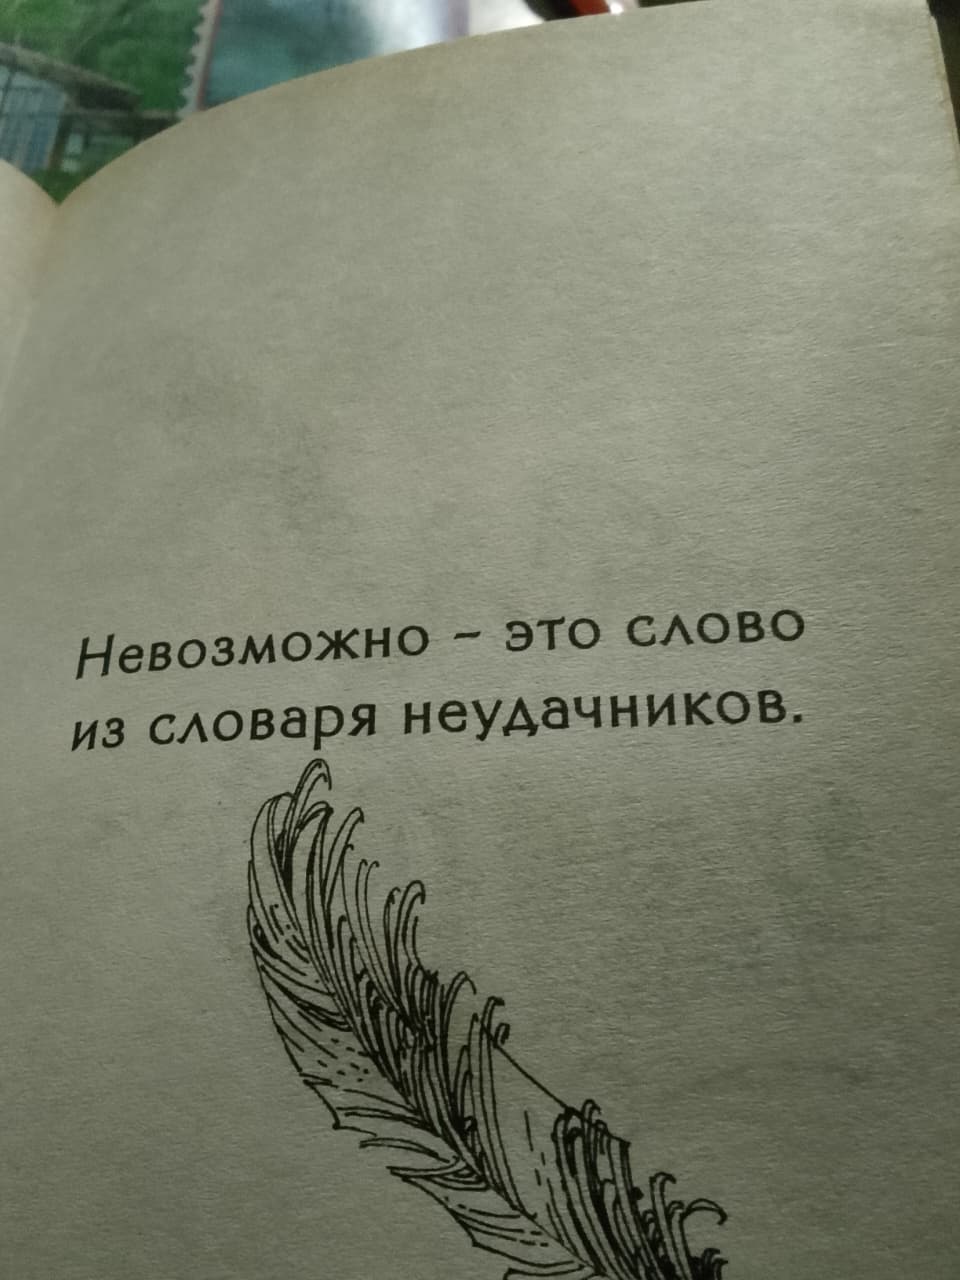 Невозможно – это слово
из словаря неудачников.